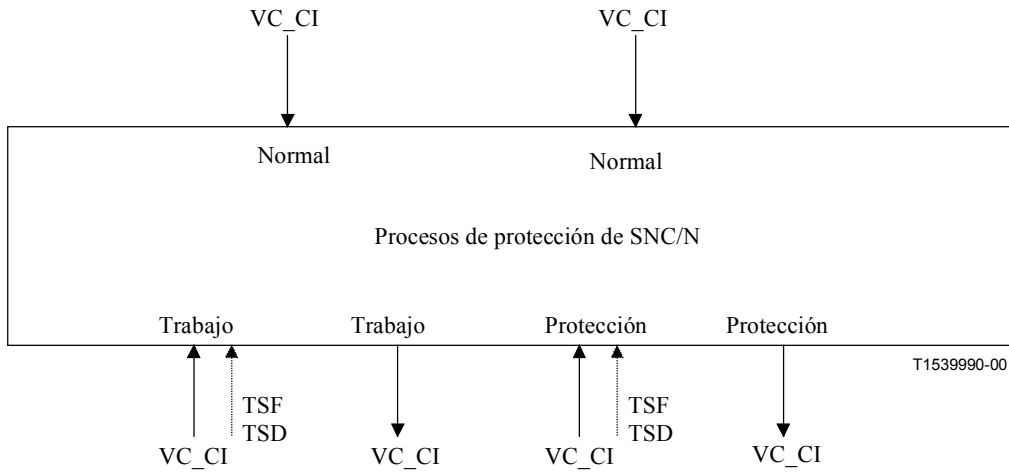 VC_CI VC_CI
Normal Normal
Procesos de protección de SNC/N
Trabajo Trabajo Protección Protección
T1539990-00
TSF TSF
TSD TSD
VC_CI VC_CI VC_CI VC_CI